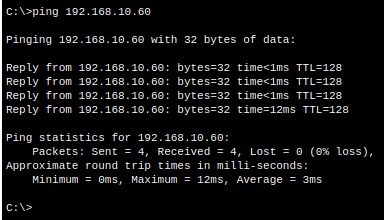 C:\>ping 192.168.10.60
Pinging 192.168.10.60 with 32 bytes of data:
Reply from 192.168.10.60: bytes=32 time<1ms TTL=128
Reply from 192.168.10.60: bytes=32 time<1ms TTL=128
Reply from 192.168.10.60: bytes=32 time<1ms TTL=128
Reply from 192.168.10.60: bytes=32 time=12ms TTL=128
Ping statistics for 192.168.10.60:
    Packets: Sent = 4, Received = 4, Lost = 0 (0% loss),
Approximate round trip times in milli-seconds:
    Minimum = 0ms, Maximum = 12ms, Average = 3ms
C:\>